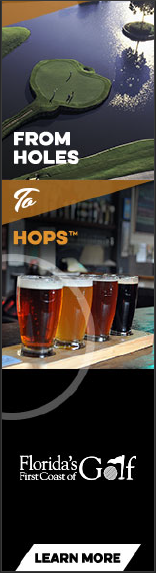 FROM
HOLES
To
HOPS™
Florida's
First Coast of
Golf
LEARN MORE